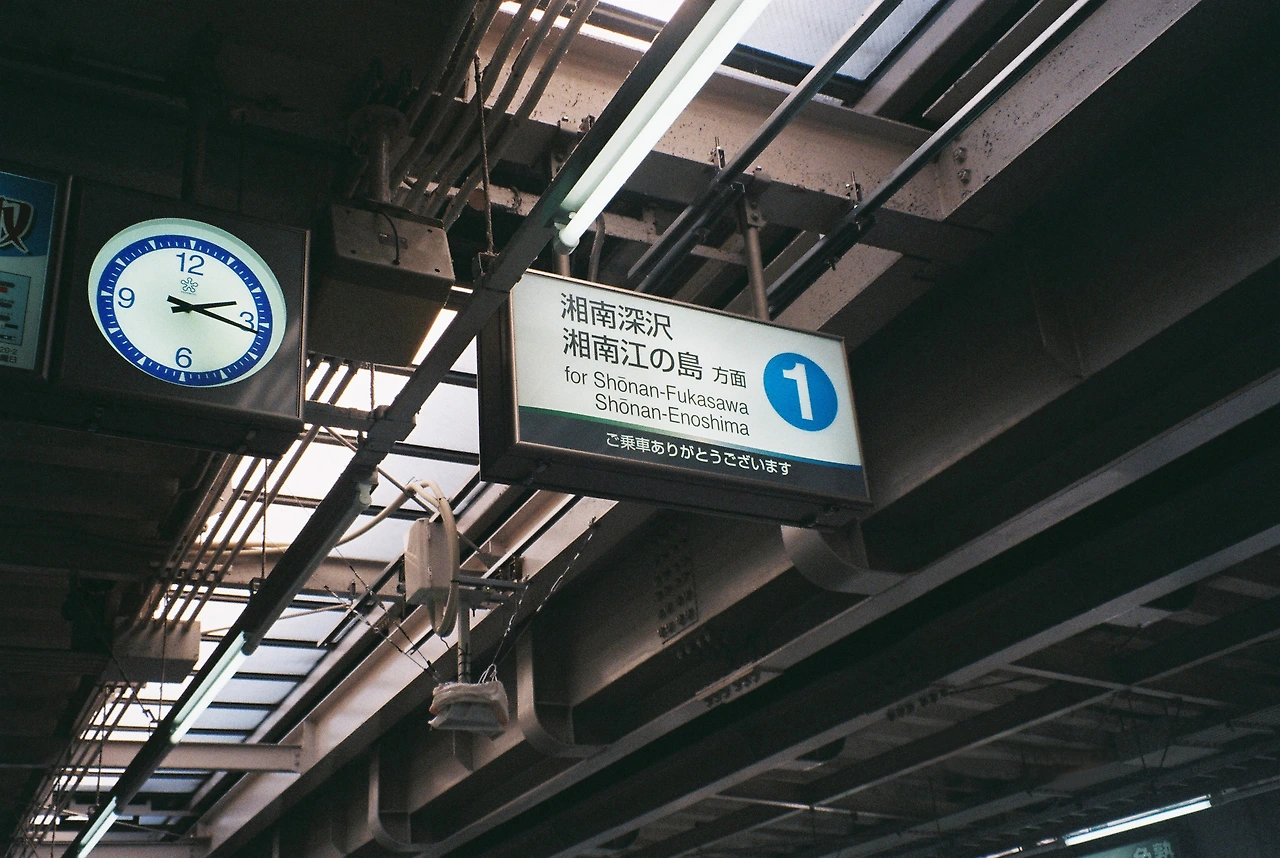 12
9
3
6
湘南深沢
湘南江の島 方面
for Shōnan-Fukasawa
Shōnan-Enoshima
1
ご乗車ありがとうございます